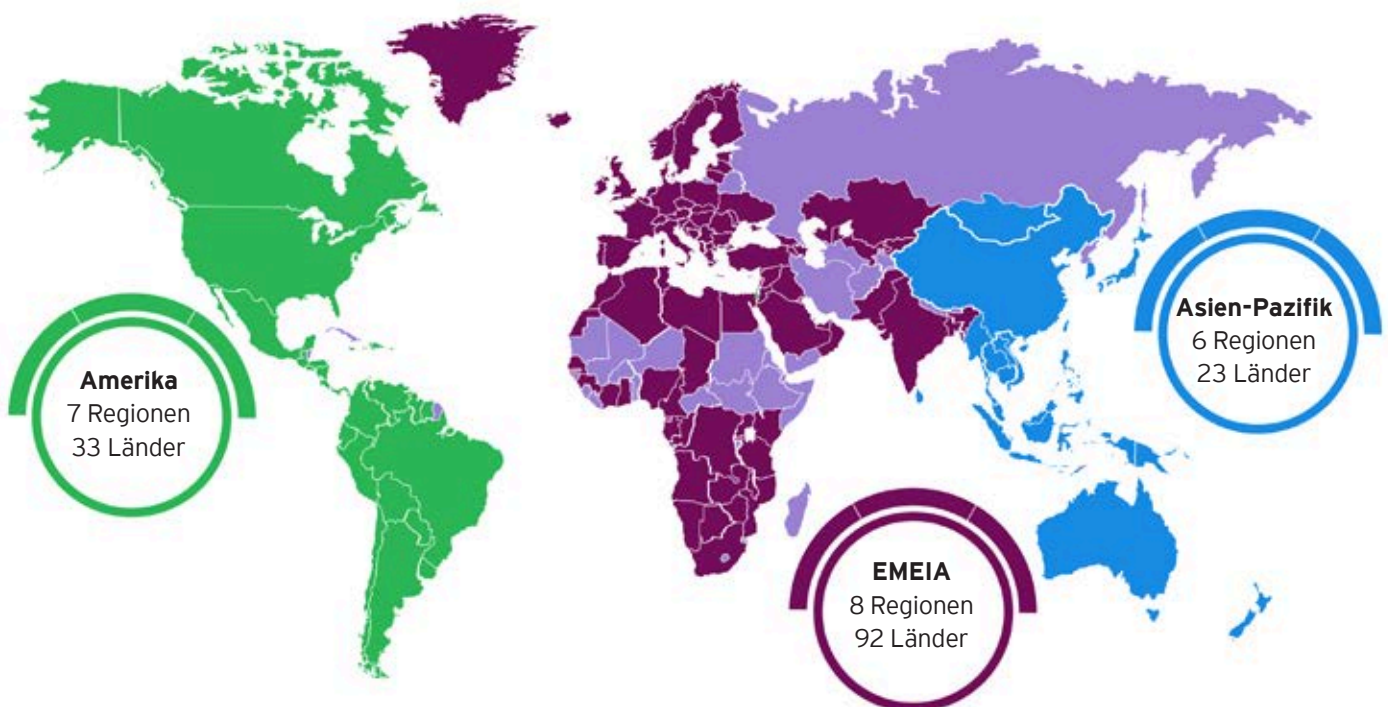 Amerika
7 Regionen
33 Länder
Asien-Pazifik
6 Regionen
23 Länder
EMEIA
8 Regionen
92 Länder